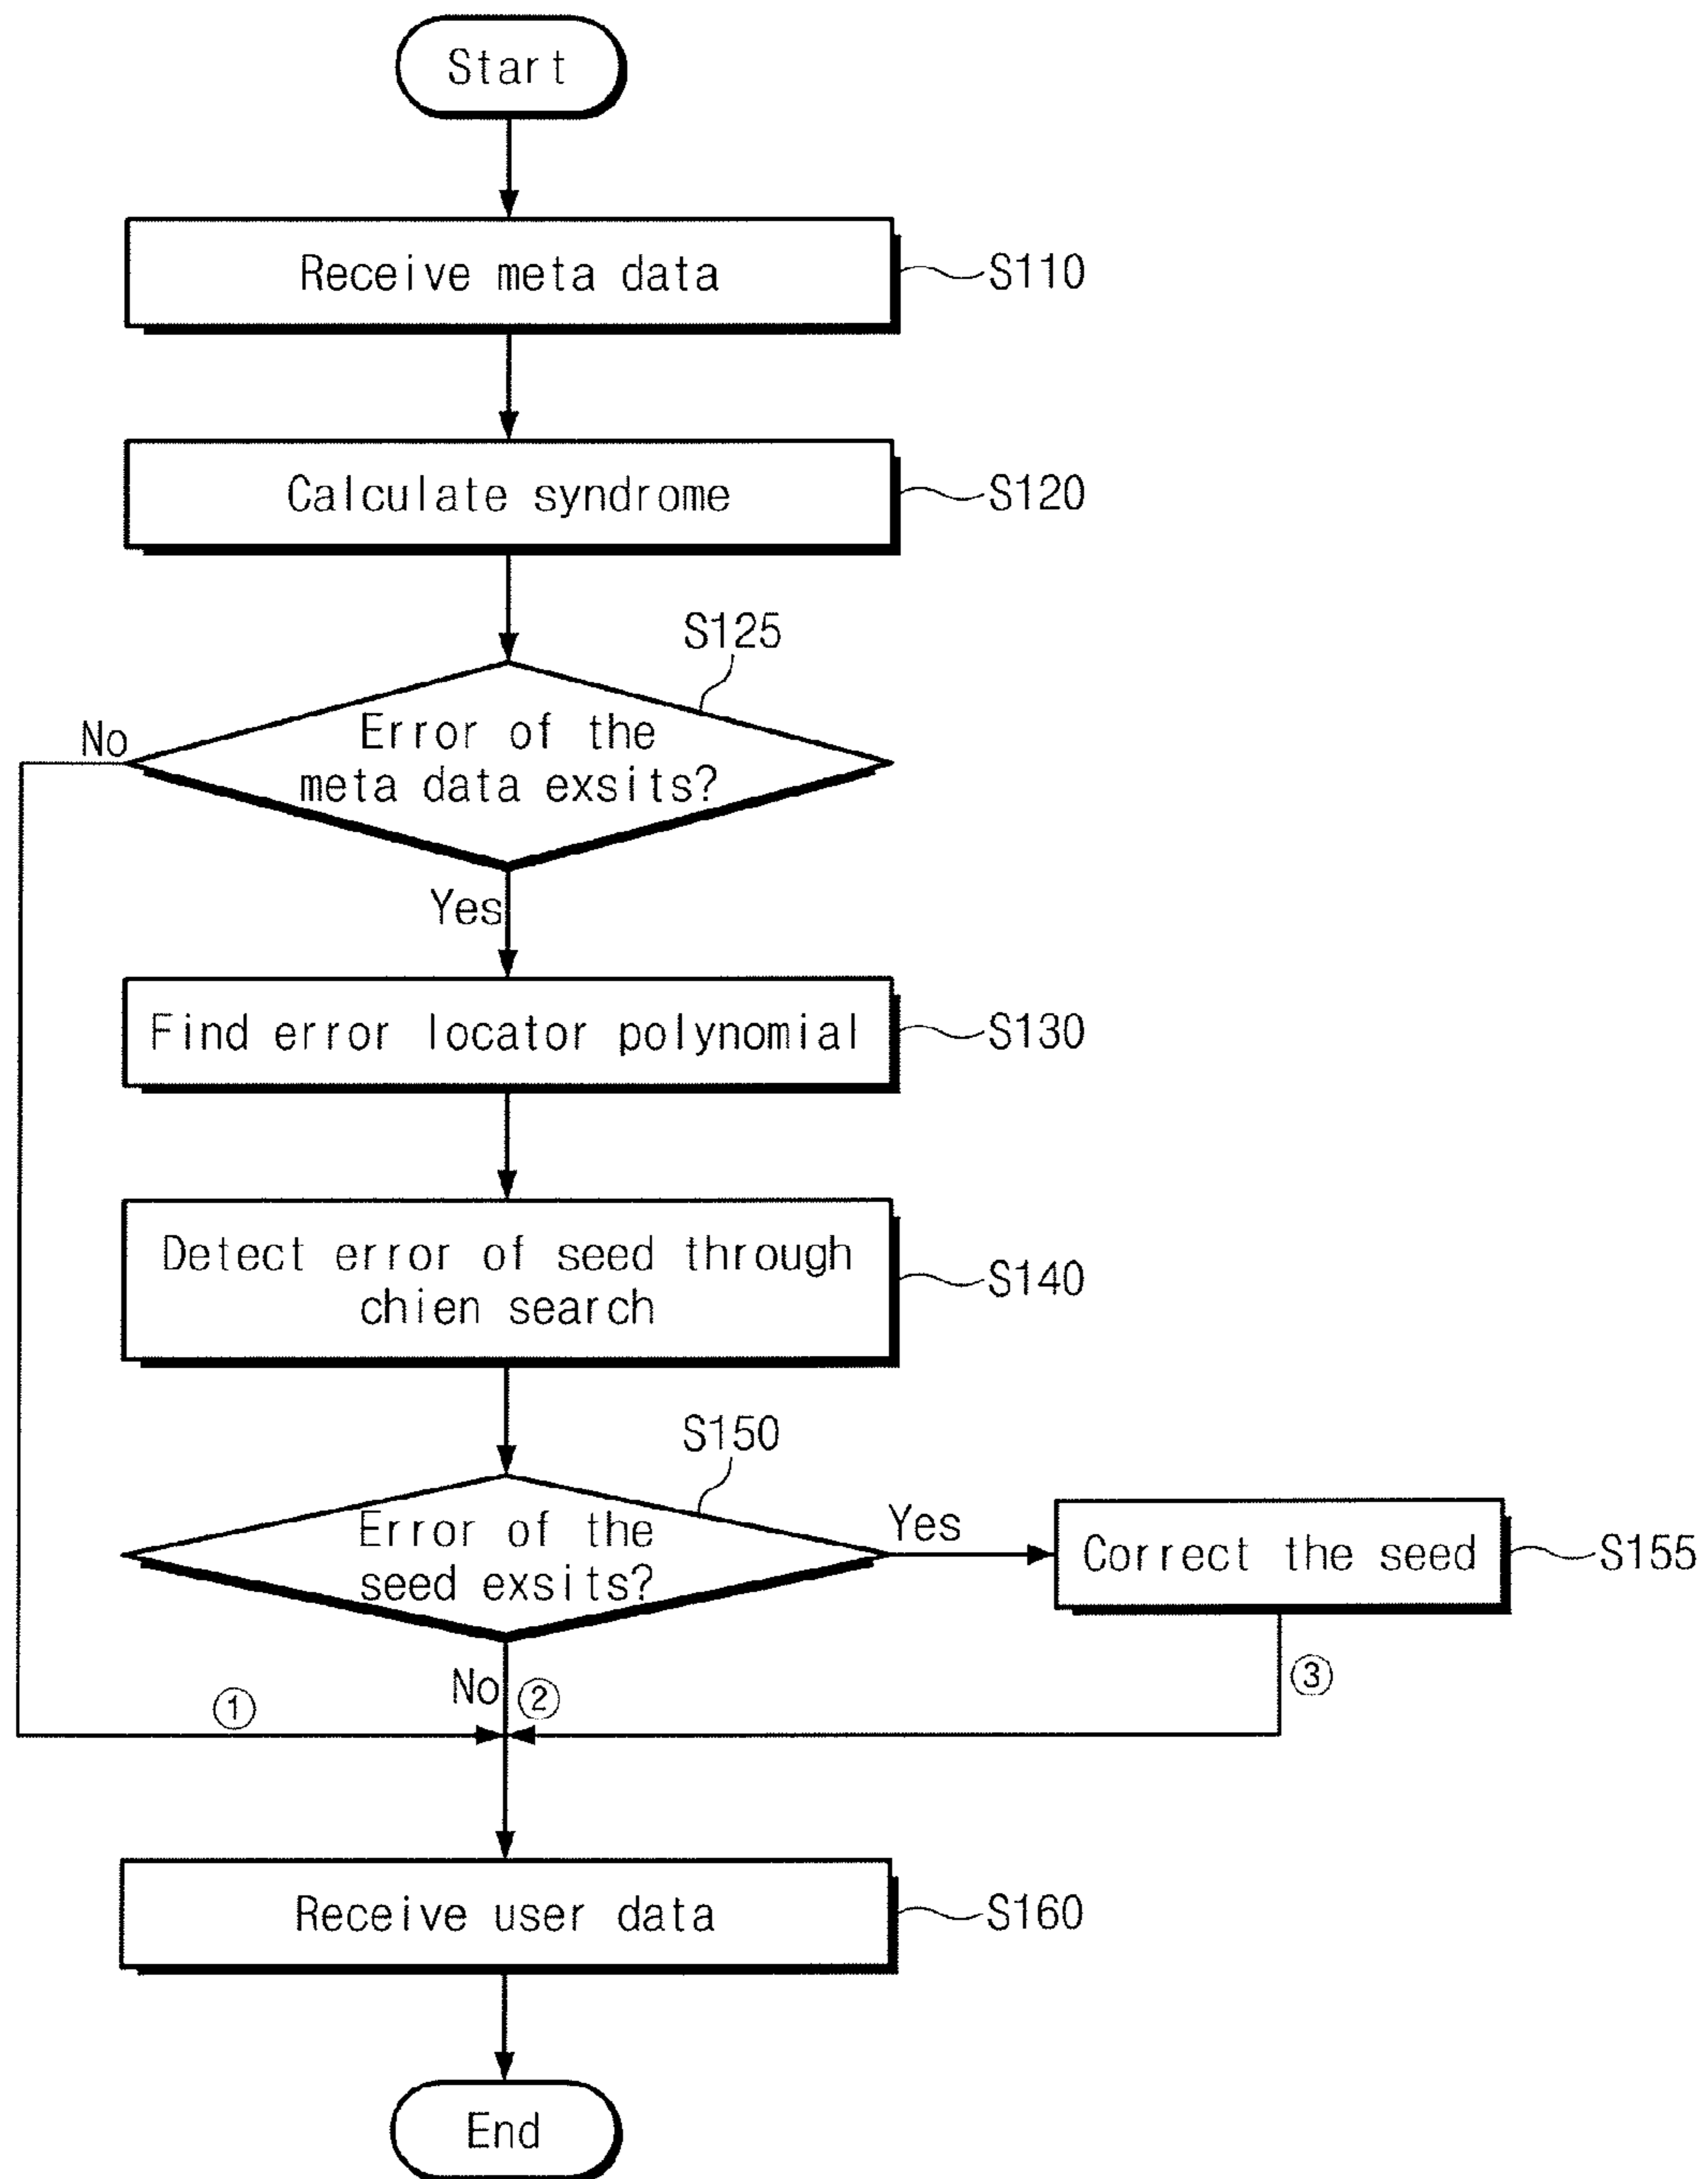 Start
Receive meta data
S110
Calculate syndrome
S120
S125
Error of the
meta data exsits?
No
Yes
Find error locator polynomial
S130
Detect error of seed through
chien search
S140
S150
Error of the
seed exsits?
Yes
Correct the seed
S155
No
①
②
③
Receive user data
S160
End